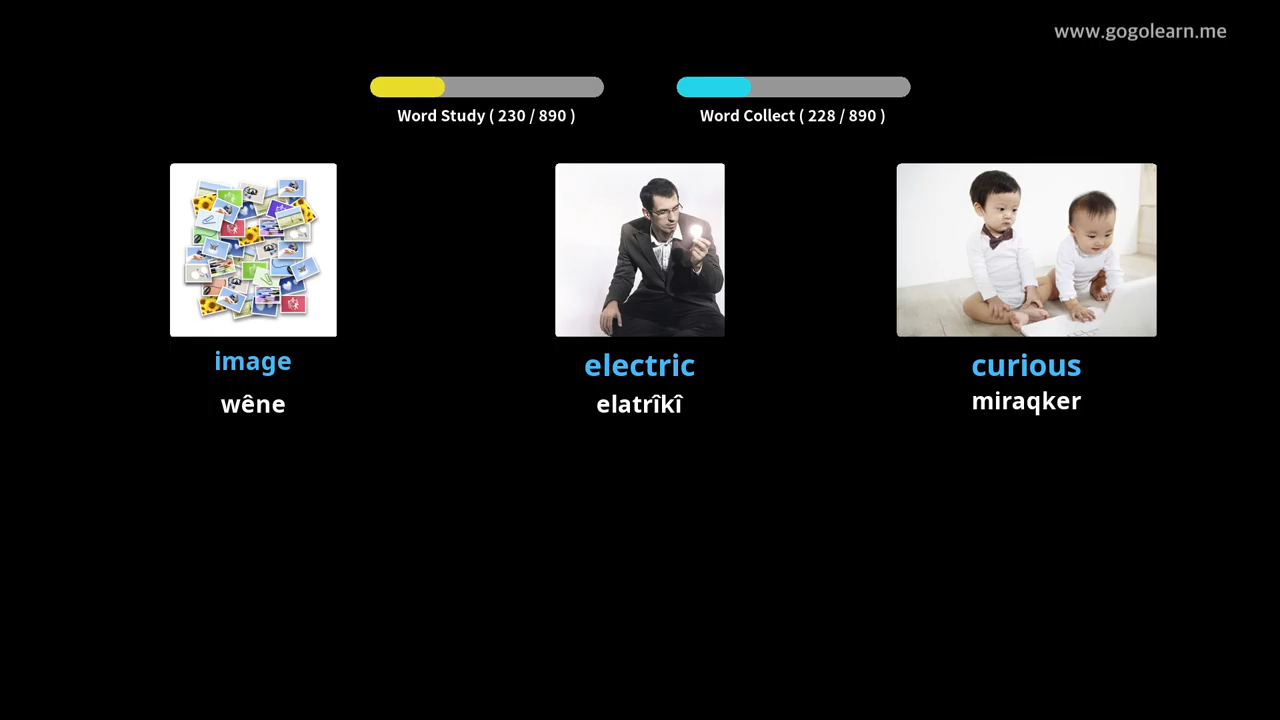 www.gogolearn.me
Word Study ( 230 / 890 )
Word Collect ( 228 / 890 )
image
electric
curious
wêne
elatrîkî
miraqker